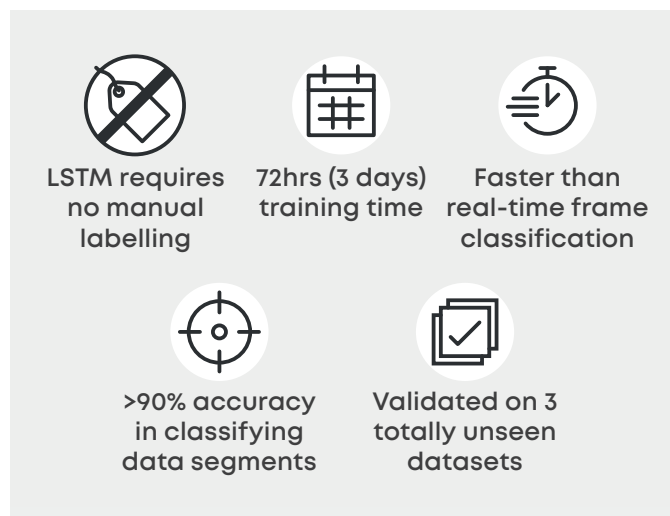 LSTM requires
no manual
labelling
72hrs (3 days)
training time
Faster than
real-time frame
classification
>90% accuracy
in classifying
data segments
Validated on 3
totally unseen
datasets